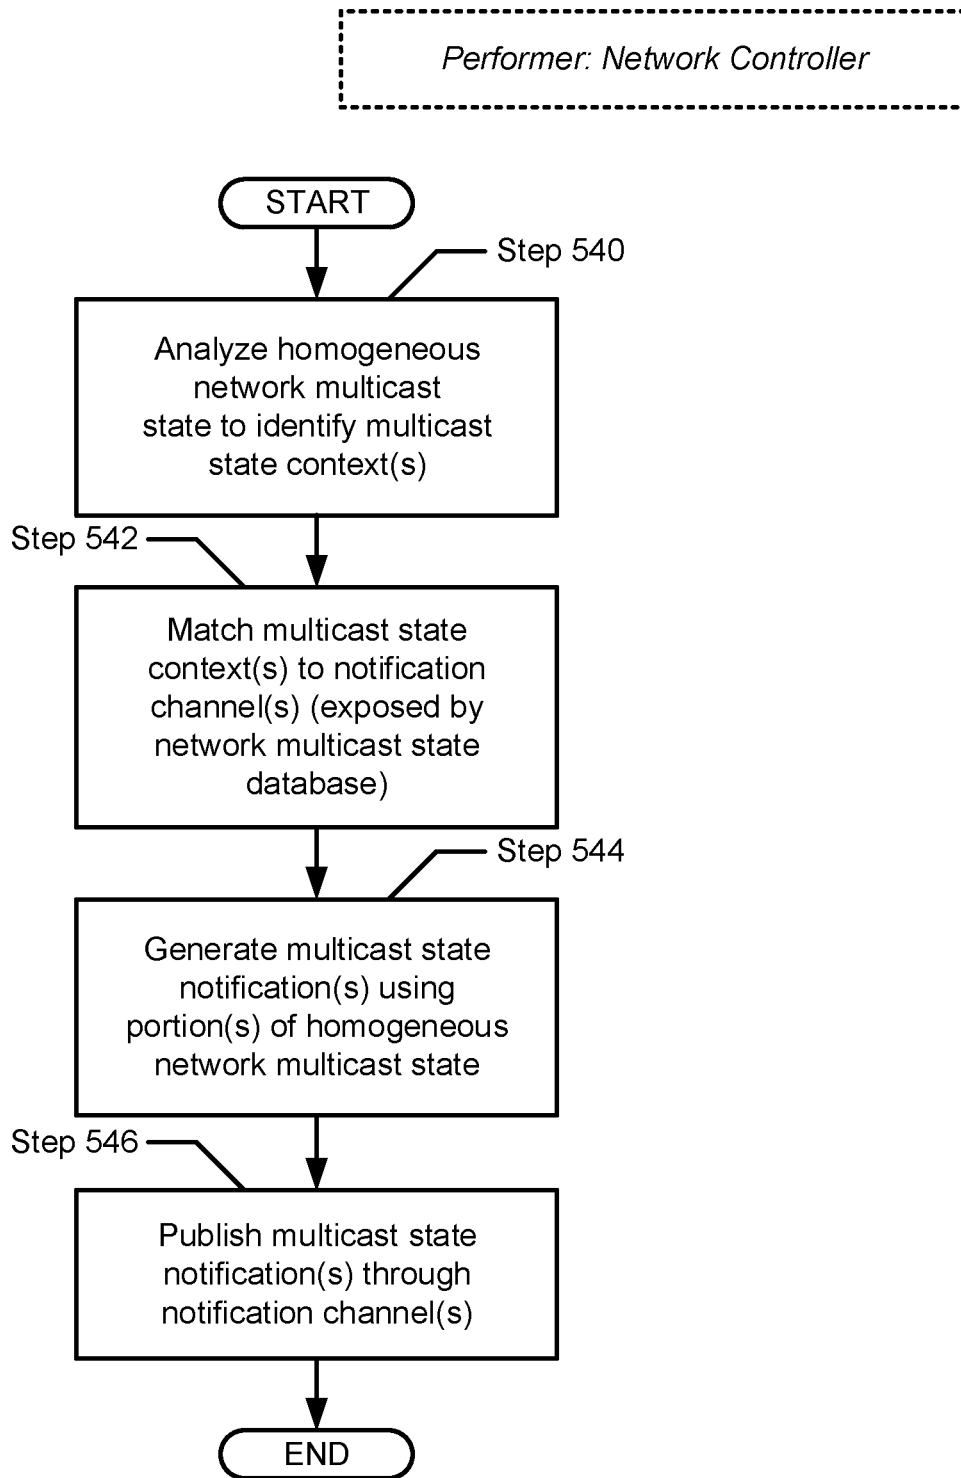 Performer: Network Controller
START
Step 540
Analyze homogeneous
network multicast
state to identify multicast
state context(s)
Step 542
Match multicast state
context(s) to notification
channel(s) (exposed by
network multicast state
database)
Step 544
Generate multicast state
notification(s) using
portion(s) of homogeneous
network multicast state
Step 546
Publish multicast state
notification(s) through
notification channel(s)
END